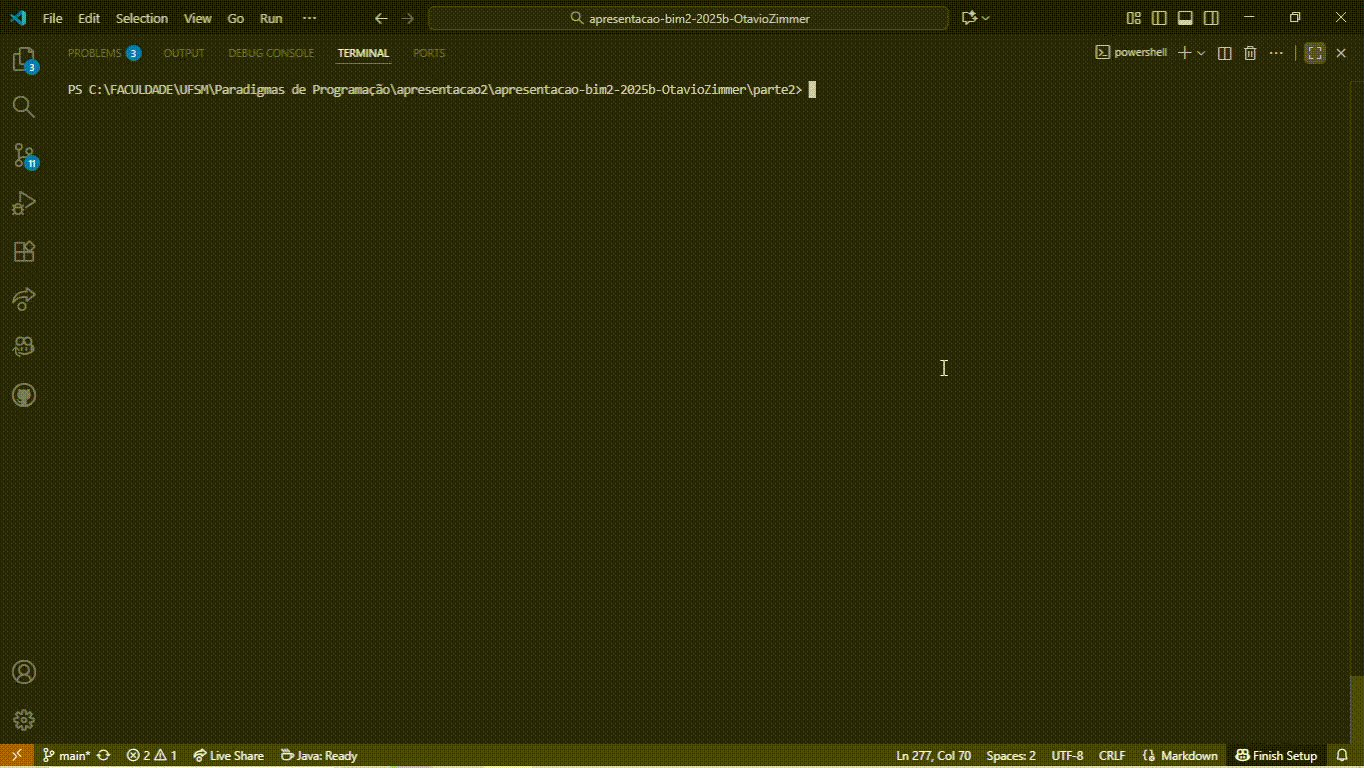 File Edit Selection View Go Run ··· apresentacao-bim2-2025b-OtavioZimmer
PROBLEMS 3 OUTPUT DEBUG CONSOLE TERMINAL PORTS powershell
3
PS C:\FACULDADE\UFSM\Paradigmas de Programação\apresentacao2\apresentacao-bim2-2025b-OtavioZimmer\parte2>
11
main* 2 1 Live Share Java: Ready Ln 277, Col 70 Spaces: 2 UTF-8 CRLF Markdown Finish Setup